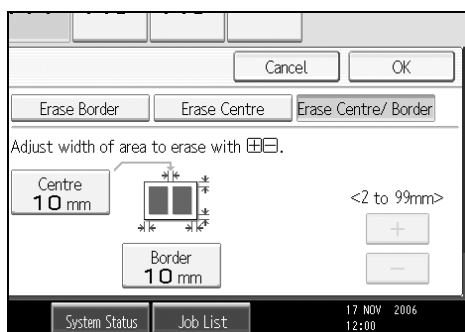 Cancel OK
Erase Border Erase Centre Erase Centre/ Border
Adjust width of area to erase with ⊞⊟.
Centre
10 mm
<2 to 99mm>
+
Border
10 mm
−
System Status Job List 17 NOV 2006
12:00